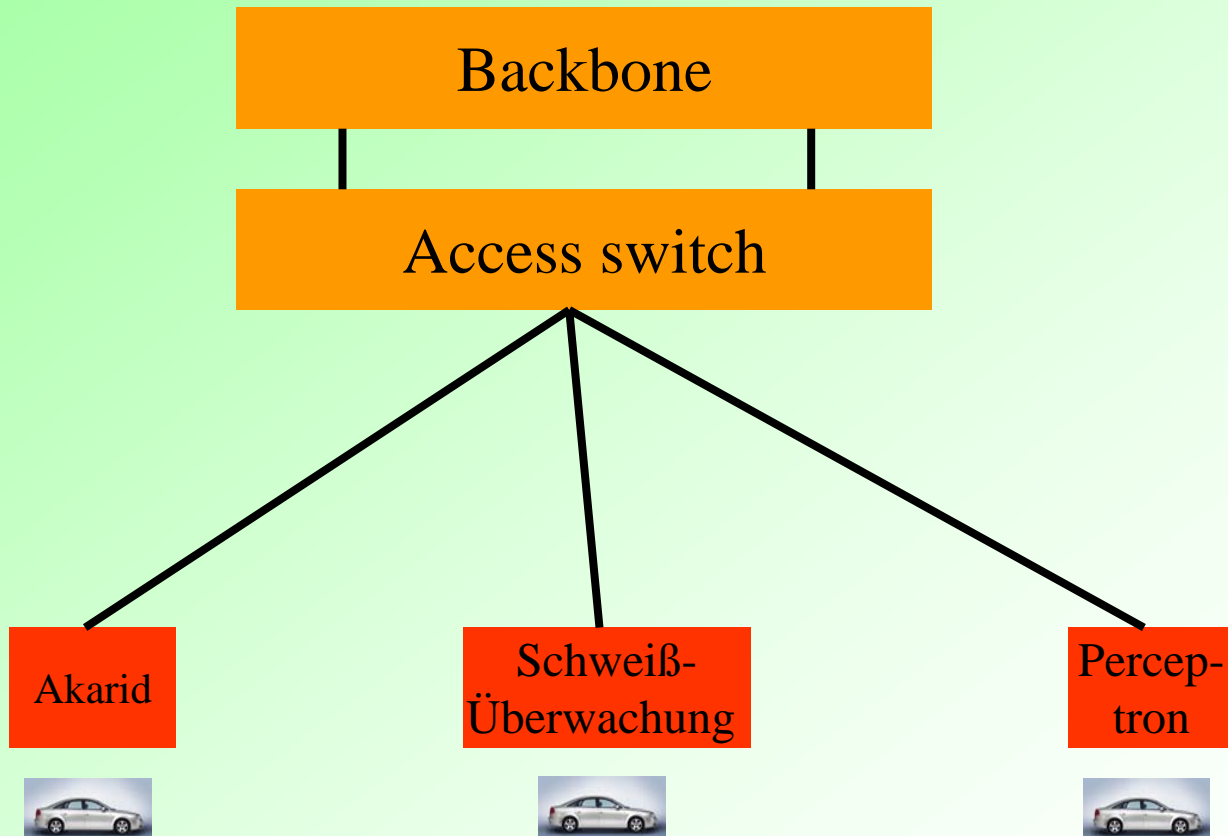 Backbone
Access switch
Akarid
Schweiß-
Überwachung
Percep-
tron